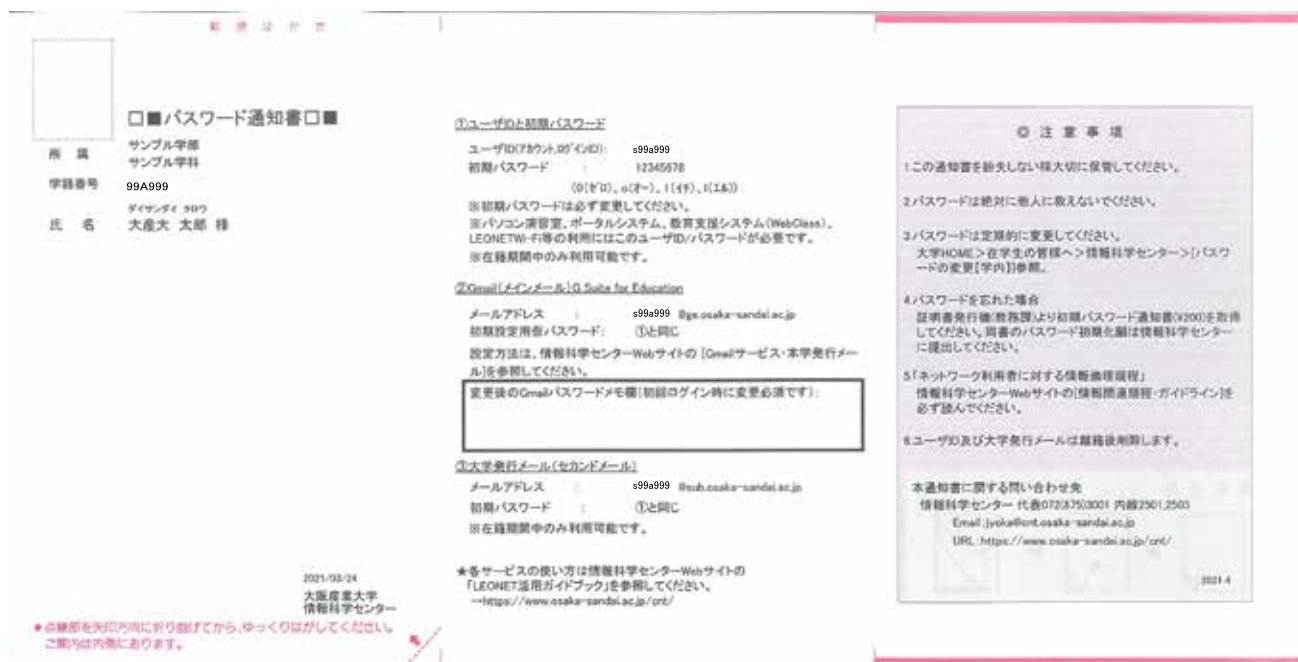 郵便はがき
□■パスワード通知書□■
所　属　サンプル学部
サンプル学科
学籍番号　99A999
ダイサンダイ タロウ
氏　名　大産大 太郎 様
2021/03/24
大阪産業大学
情報科学センター
●点線部を矢印方向に折り曲げてから、ゆっくりはがしてください。
ご案内は内側にあります。
①ユーザIDと初期パスワード
ユーザID(アカウント,ログインID):　s99a999
初期パスワード　:　12345678
(0(ゼロ)、o(オー)、1(イチ)、l(エル))
※初期パスワードは必ず変更してください。
※パソコン演習室、ポータルシステム、教育支援システム(WebClass)、
LEONETWi-Fi等の利用にはこのユーザID/パスワードが必要です。
※在籍期間中のみ利用可能です。
②Gmail(メインメール)G Suite for Education
メールアドレス　:　s99a999 @ge.osaka-sandai.ac.jp
初期設定用仮パスワード:　①と同じ
設定方法は、情報科学センターWebサイトの [Gmailサービス・本学発行メー
ル]を参照してください。
変更後のGmailパスワードメモ欄(初回ログイン時に変更必須です):
③大学発行メール(セカンドメール)
メールアドレス　:　s99a999 @sub.osaka-sandai.ac.jp
初期パスワード　:　①と同じ
※在籍期間中のみ利用可能です。
★各サービスの使い方は情報科学センターWebサイトの
「LEONET活用ガイドブック」を参照してください。
→https://www.osaka-sandai.ac.jp/cnt/
◎ 注 意 事 項
1.この通知書を紛失しない様大切に保管してください。
2.パスワードは絶対に他人に教えないでください。
3.パスワードは定期的に変更してください。
大学HOME＞在学生の皆様へ＞情報科学センター＞[パスワ
ードの変更【学内】]参照。
4.パスワードを忘れた場合
証明書発行機(教務課)より初期パスワード通知書(¥200)を取得
してください。同書のパスワード初期化願は情報科学センター
に提出してください。
5.「ネットワーク利用者に対する情報倫理規程」
情報科学センターWebサイトの[情報関連規程・ガイドライン]を
必ず読んでください。
6.ユーザID及び大学発行メールは離籍後削除します。
本通知書に関する問い合わせ先
情報科学センター 代表072(875)3001 内線2501,2503
Email:jyoka@cnt.osaka-sandai.ac.jp
URL:https://www.osaka-sandai.ac.jp/cnt/
2021.4